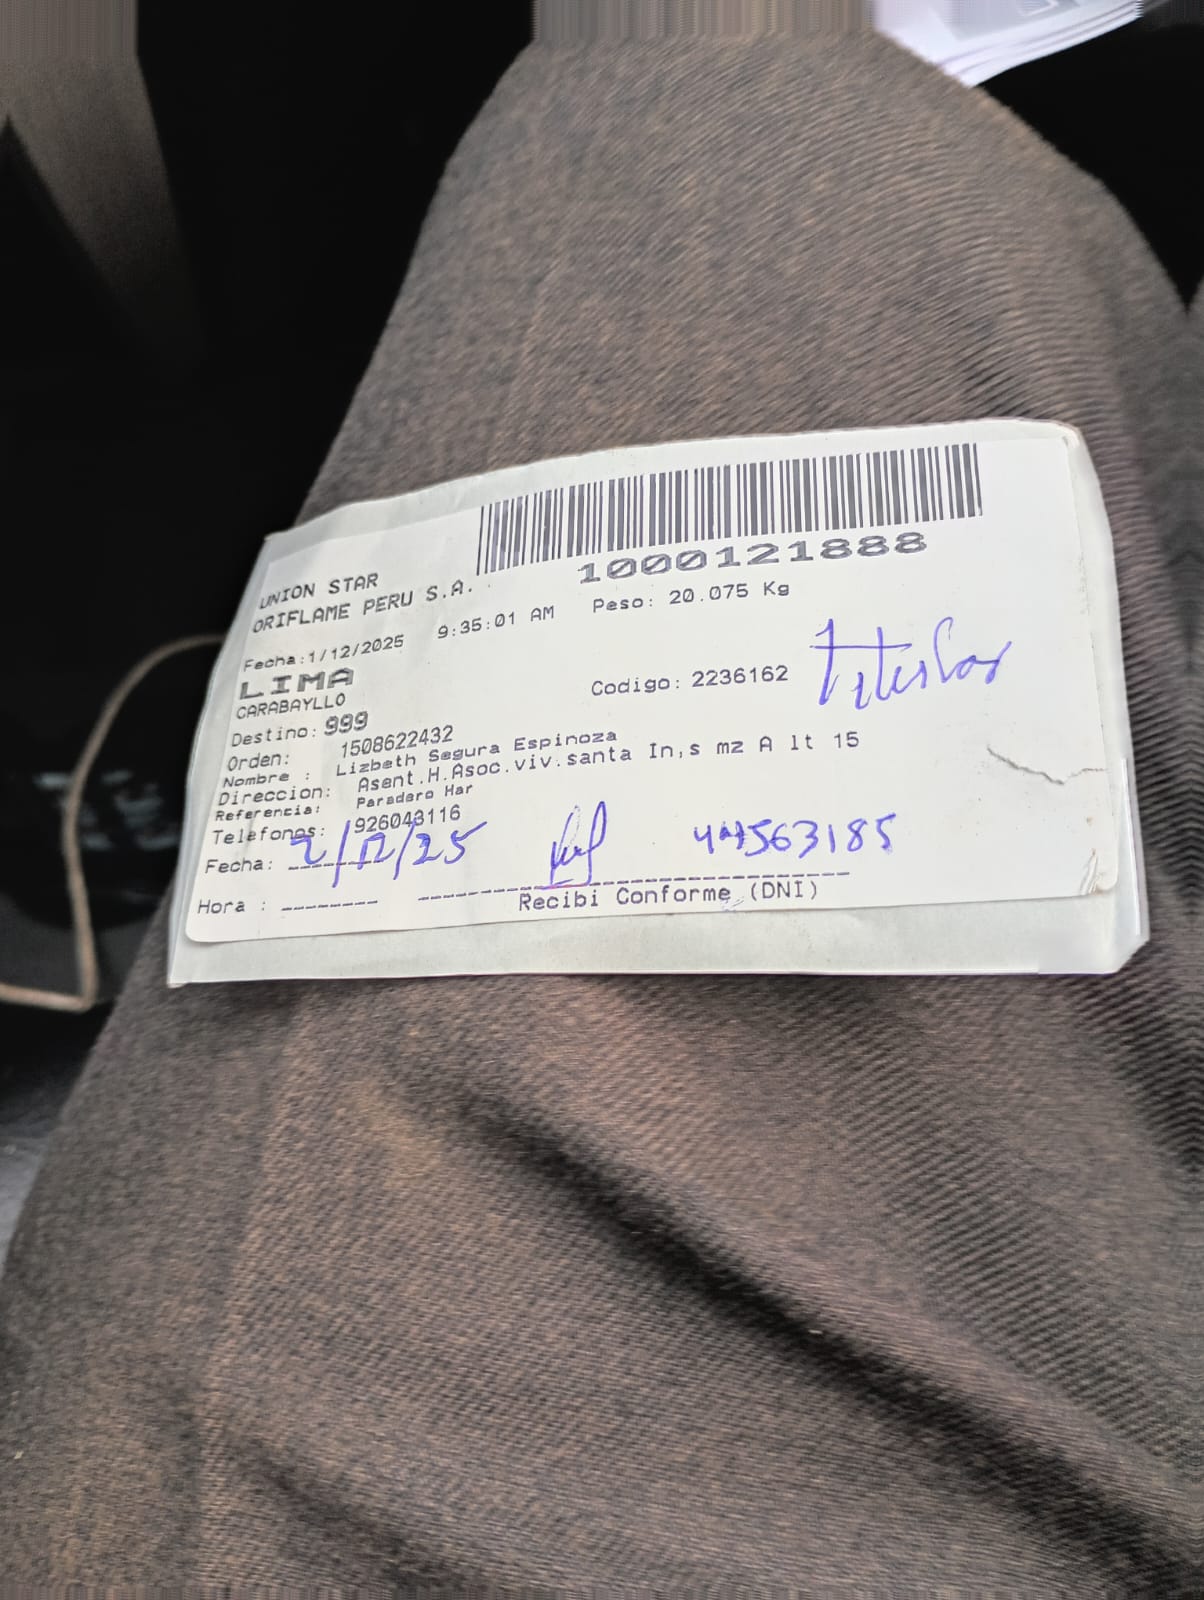 1000121888
UNION STAR
ORIFLAME PERU S.A.
Fecha:1/12/2025 9:35:01 AM Peso: 20.075 Kg
LIMA
CARABAYLLO
Codigo: 2236162 Titular
Destino: 999
Orden: 1508622432
Nombre : Lizbeth Segura Espinoza
Direccion: Asent.H.Asoc.viv.santa In,s mz A lt 15
Referencia: Paradero Har
Telefonos: 926043116
Fecha: 2/12/25 44563185
Hora : --------
Recibi Conforme (DNI)